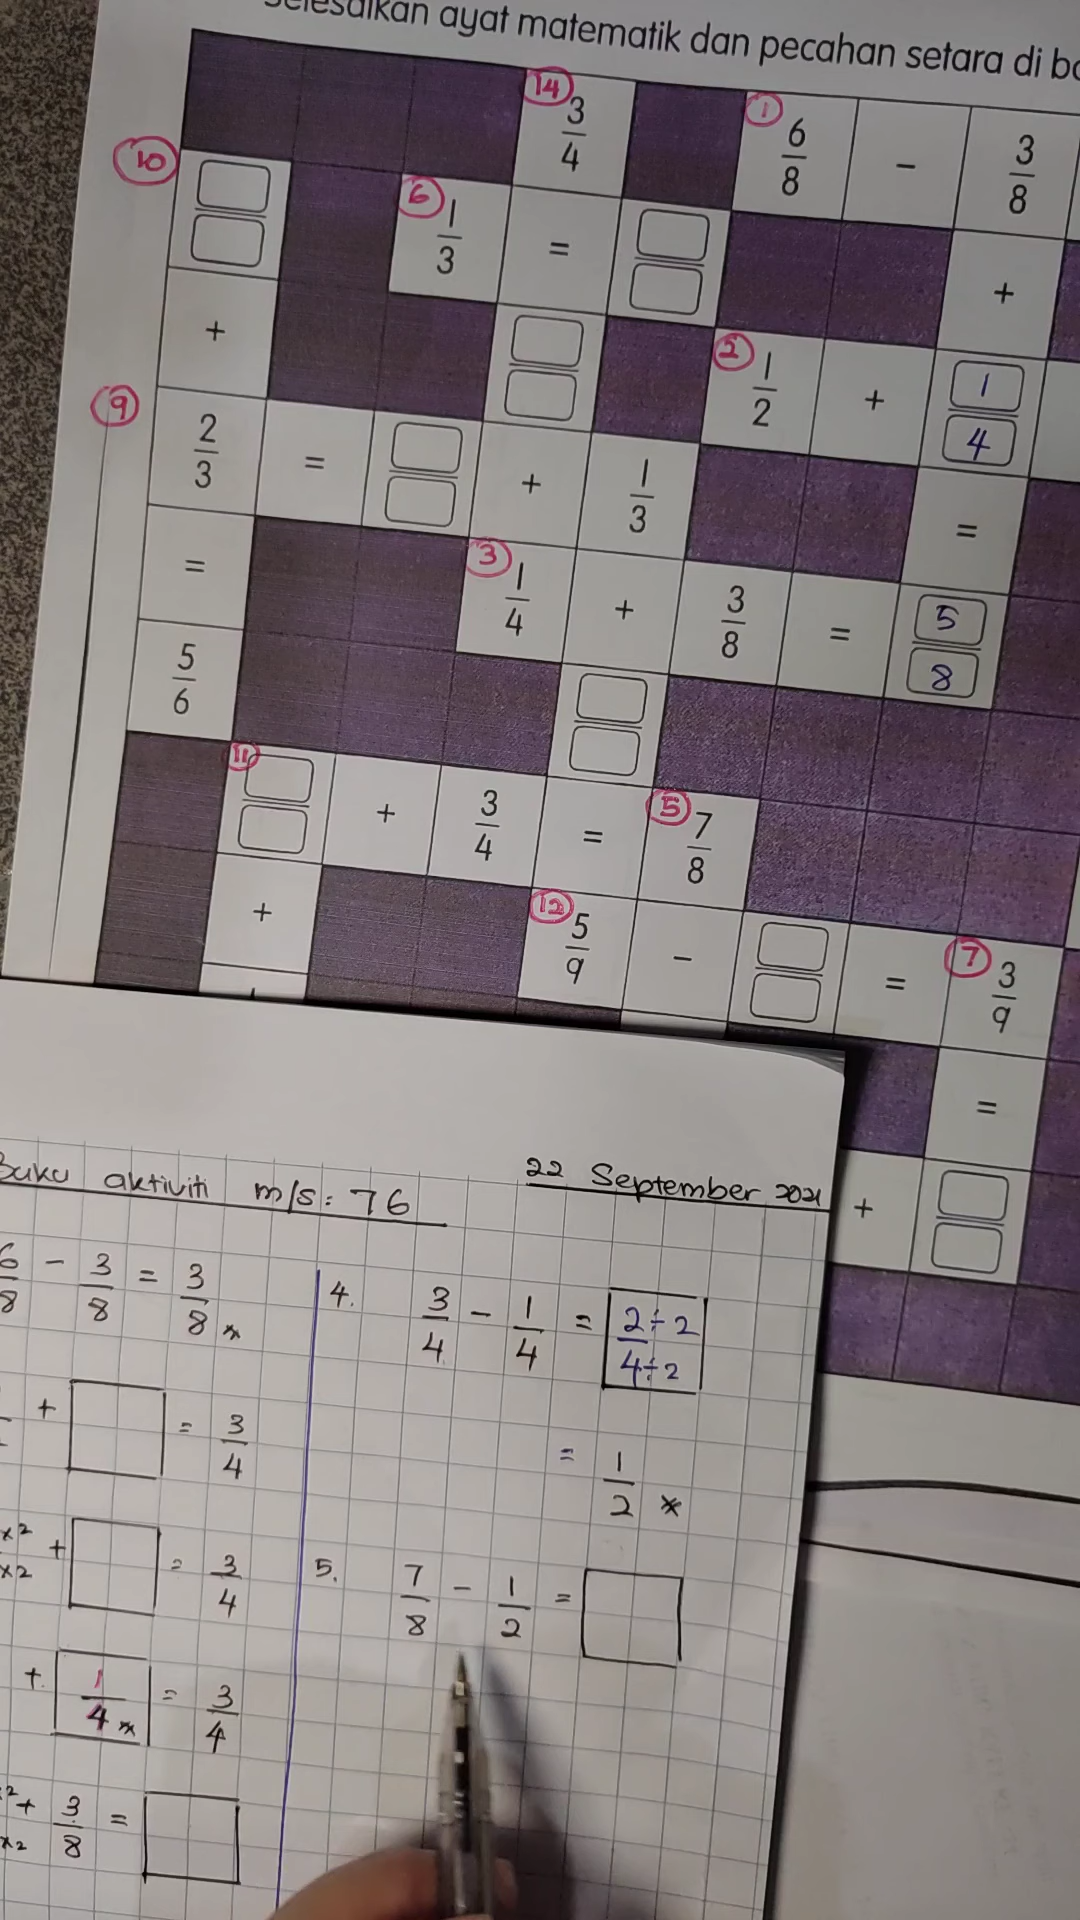 ayat matematik dan pecahan setara di
14 3/4
1 6/8 - 3/8
10
6 1/3 =
+
+
2 1/2 + 1/4
9 2/3 = + 1/3
=
=
3 1/4 + 3/8 = 5/8
5/6
11 + 3/4 = 5 7/8
+
12 5/9 - = 7 3/9
=
+
Buku aktiviti m/s: 76
22 September 2021
6/8 - 3/8 = 3/8 *
+ = 3/4
x2/x2 + = 3/4
+ 1/4 * = 3/4
x2 + 3/8 =
4. 3/4 - 1/4 = 2÷2/4÷2
= 1/2 *
5. 7/8 - 1/2 =